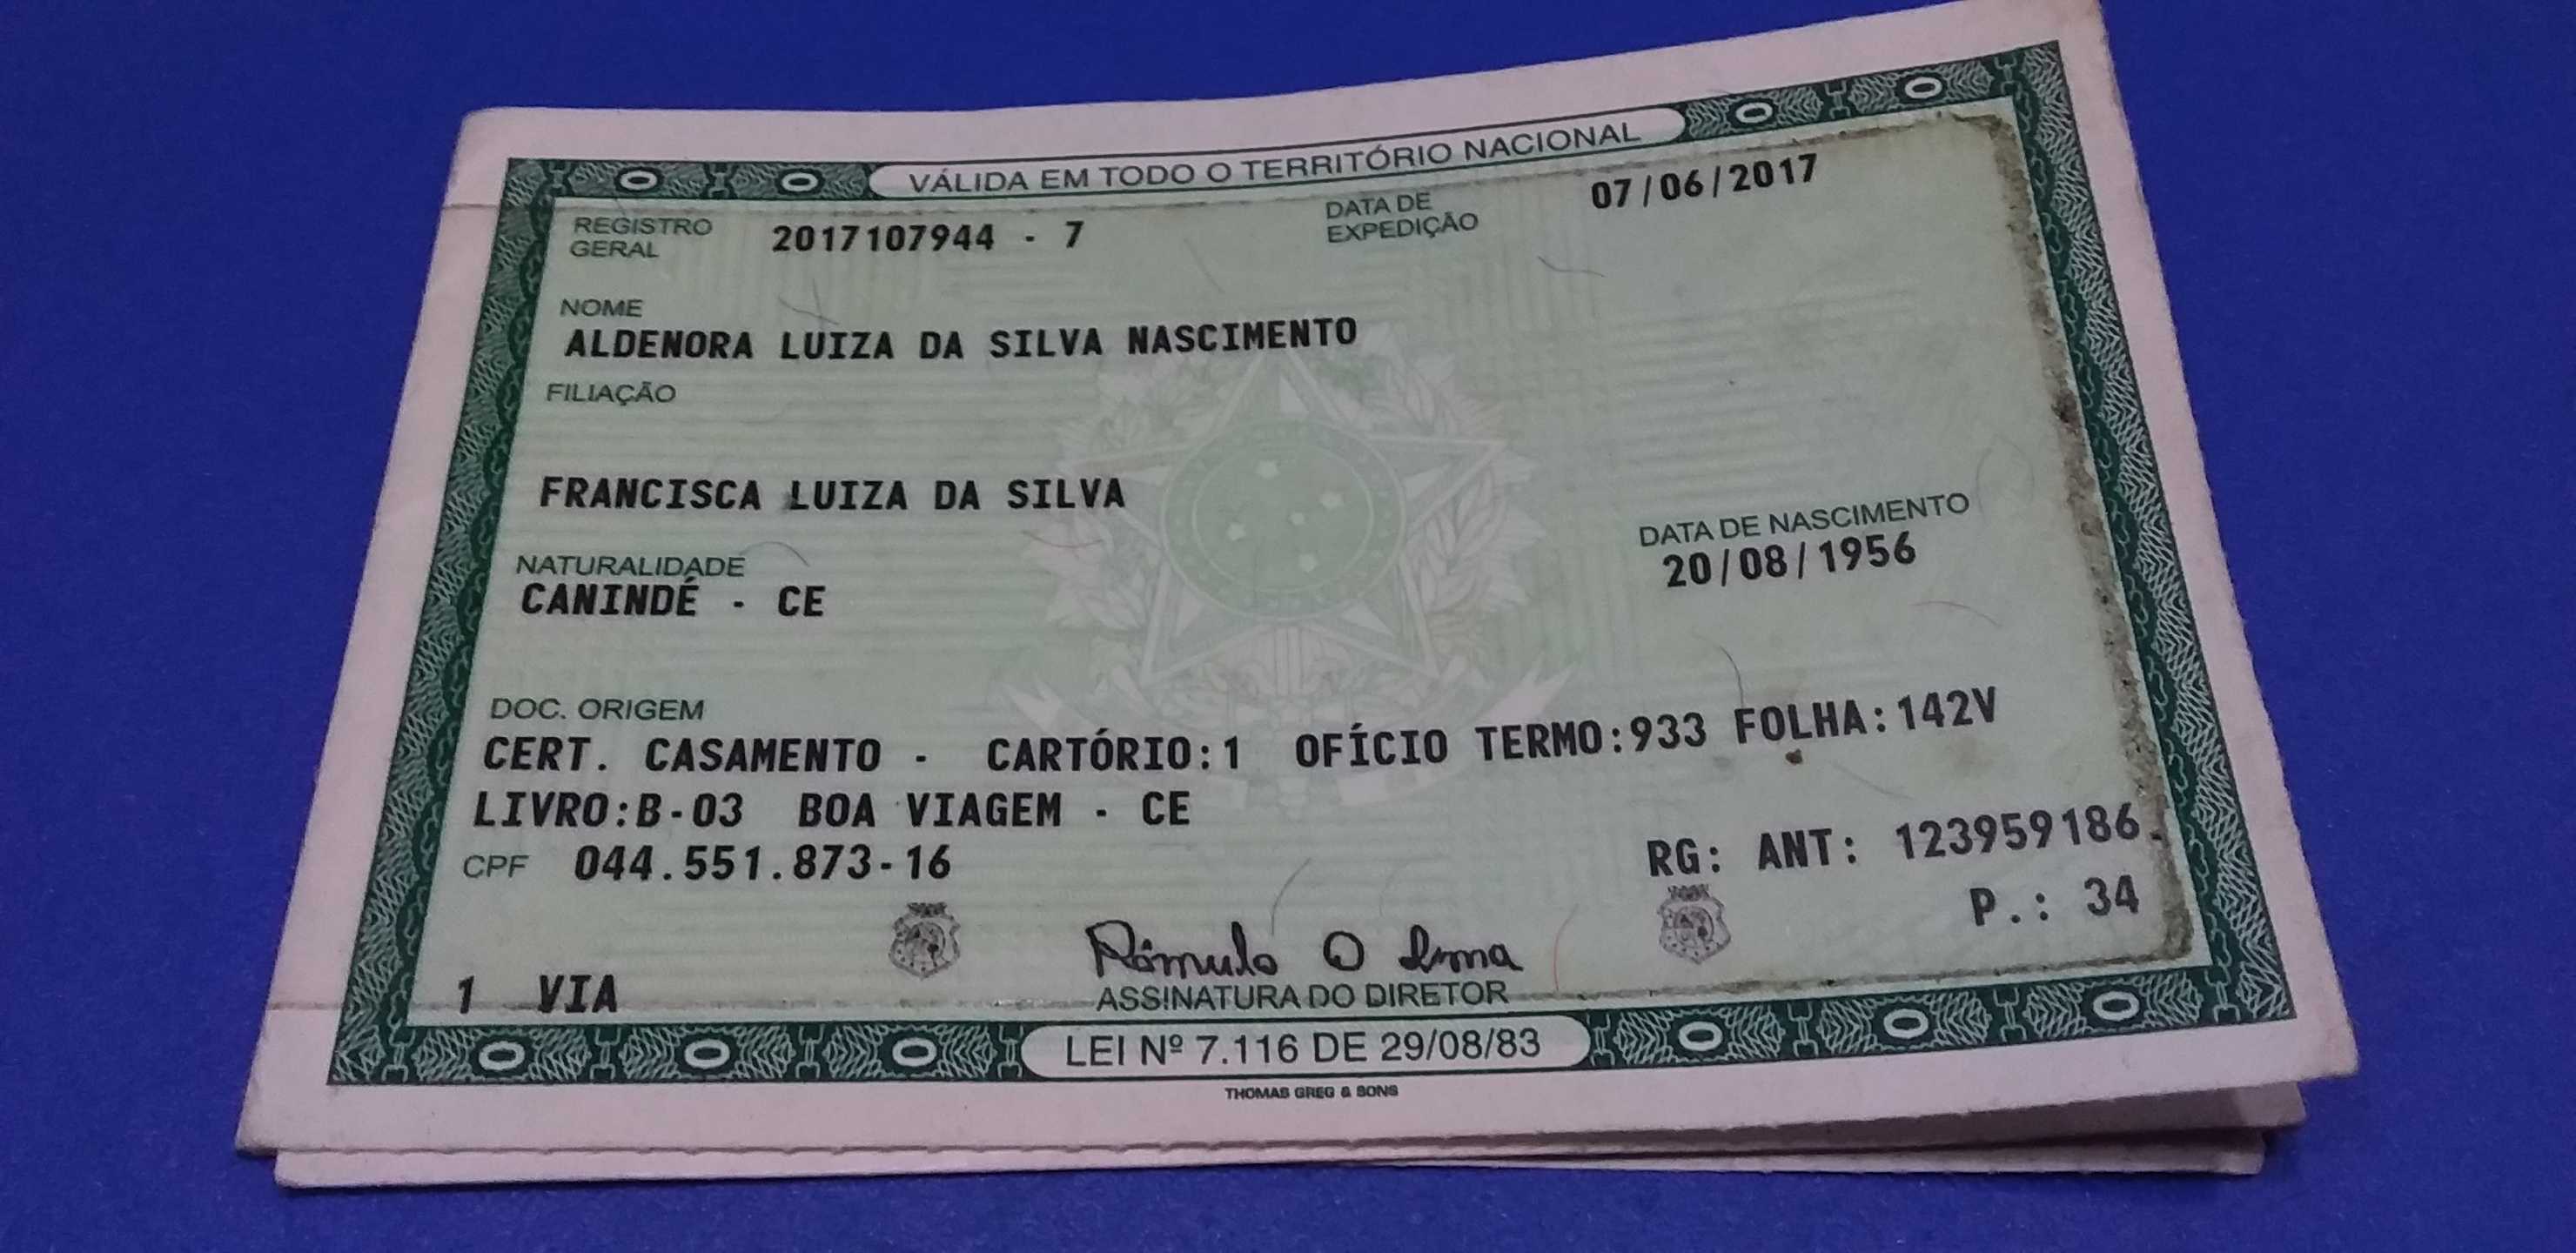 VÁLIDA EM TODO O TERRITÓRIO NACIONAL
REGISTRO GERAL 2017107944 - 7 DATA DE EXPEDIÇÃO 07/06/2017
NOME
ALDENORA LUIZA DA SILVA NASCIMENTO
FILIAÇÃO
FRANCISCA LUIZA DA SILVA
NATURALIDADE
CANINDÉ - CE
DATA DE NASCIMENTO
20/08/1956
DOC. ORIGEM
CERT. CASAMENTO - CARTÓRIO:1 OFÍCIO TERMO:933 FOLHA:142V
LIVRO:B-03 BOA VIAGEM - CE
CPF 044.551.873-16 RG: ANT: 123959186
P.: 34
Rômulo O Lima
1 VIA ASSINATURA DO DIRETOR
LEI Nº 7.116 DE 29/08/83
THOMAS GREG & SONS